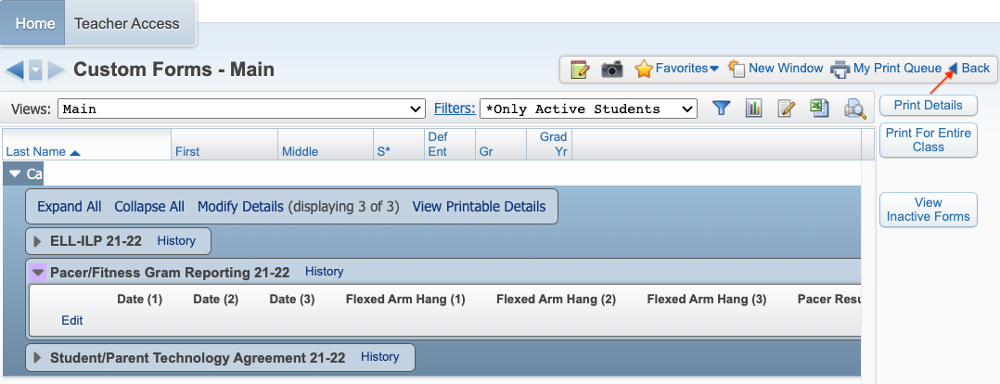 Home Teacher Access
Custom Forms - Main
Favorites New Window My Print Queue Back
Views: Main Filters: *Only Active Students
Print Details
Print For Entire
Class
View
Inactive Forms
Last Name First Middle S* Def
Ent Gr Grad
Yr
Ca
Expand All Collapse All Modify Details (displaying 3 of 3) View Printable Details
ELL-ILP 21-22 History
Pacer/Fitness Gram Reporting 21-22 History
Date (1) Date (2) Date (3) Flexed Arm Hang (1) Flexed Arm Hang (2) Flexed Arm Hang (3) Pacer Resu
Edit
Student/Parent Technology Agreement 21-22 History